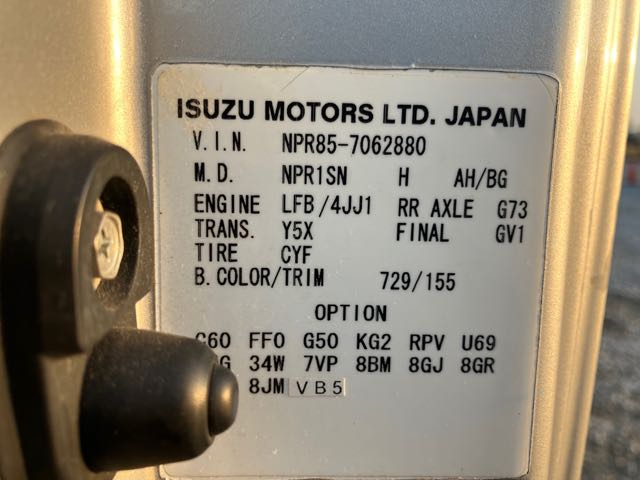 ISUZU MOTORS LTD. JAPAN
V.I.N. NPR85-7062880
M.D. NPR1SN H AH/BG
ENGINE LFB/4JJ1 RR AXLE G73
TRANS. Y5X FINAL GV1
TIRE CYF
B.COLOR/TRIM 729/155
OPTION
FF0 G50 KG2 RPV U69
34W 7VP 8BM 8GJ 8GR
8JM VB5